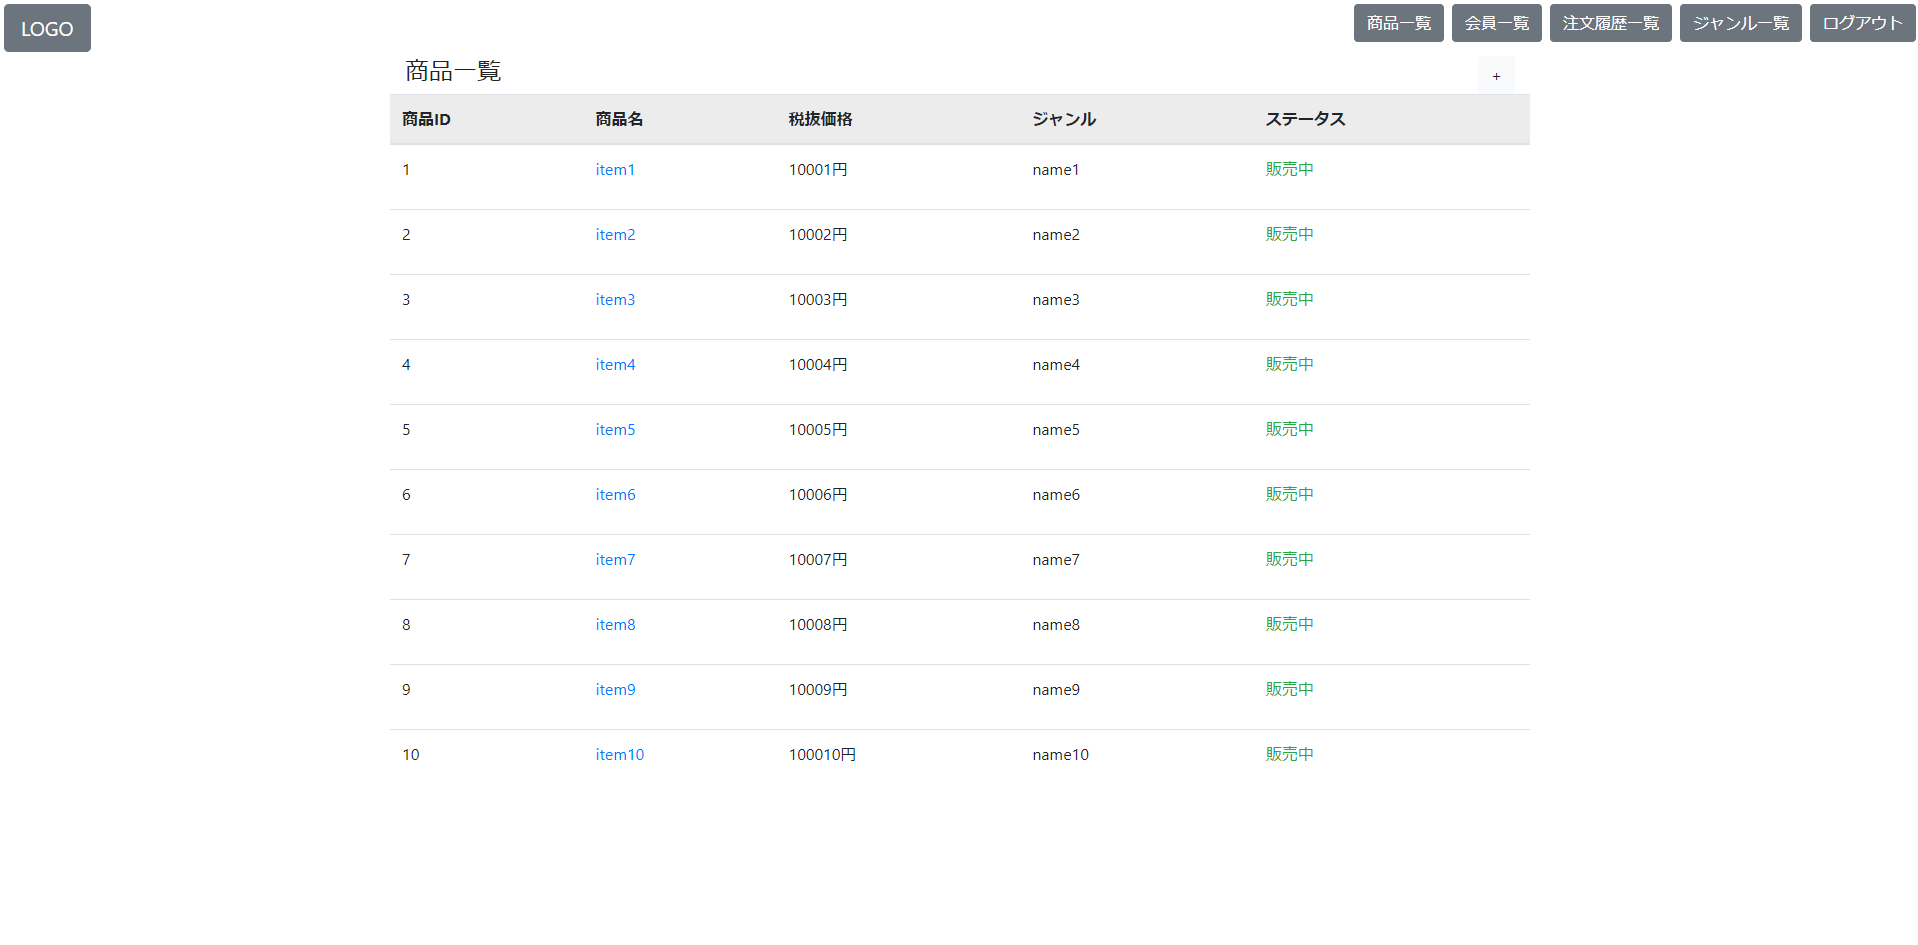 LOGO 商品一覧 会員一覧 注文履歴一覧 ジャンル一覧 ログアウト
商品一覧 +
商品ID 商品名 税抜価格 ジャンル ステータス
1 item1 10001円 name1 販売中
2 item2 10002円 name2 販売中
3 item3 10003円 name3 販売中
4 item4 10004円 name4 販売中
5 item5 10005円 name5 販売中
6 item6 10006円 name6 販売中
7 item7 10007円 name7 販売中
8 item8 10008円 name8 販売中
9 item9 10009円 name9 販売中
10 item10 100010円 name10 販売中